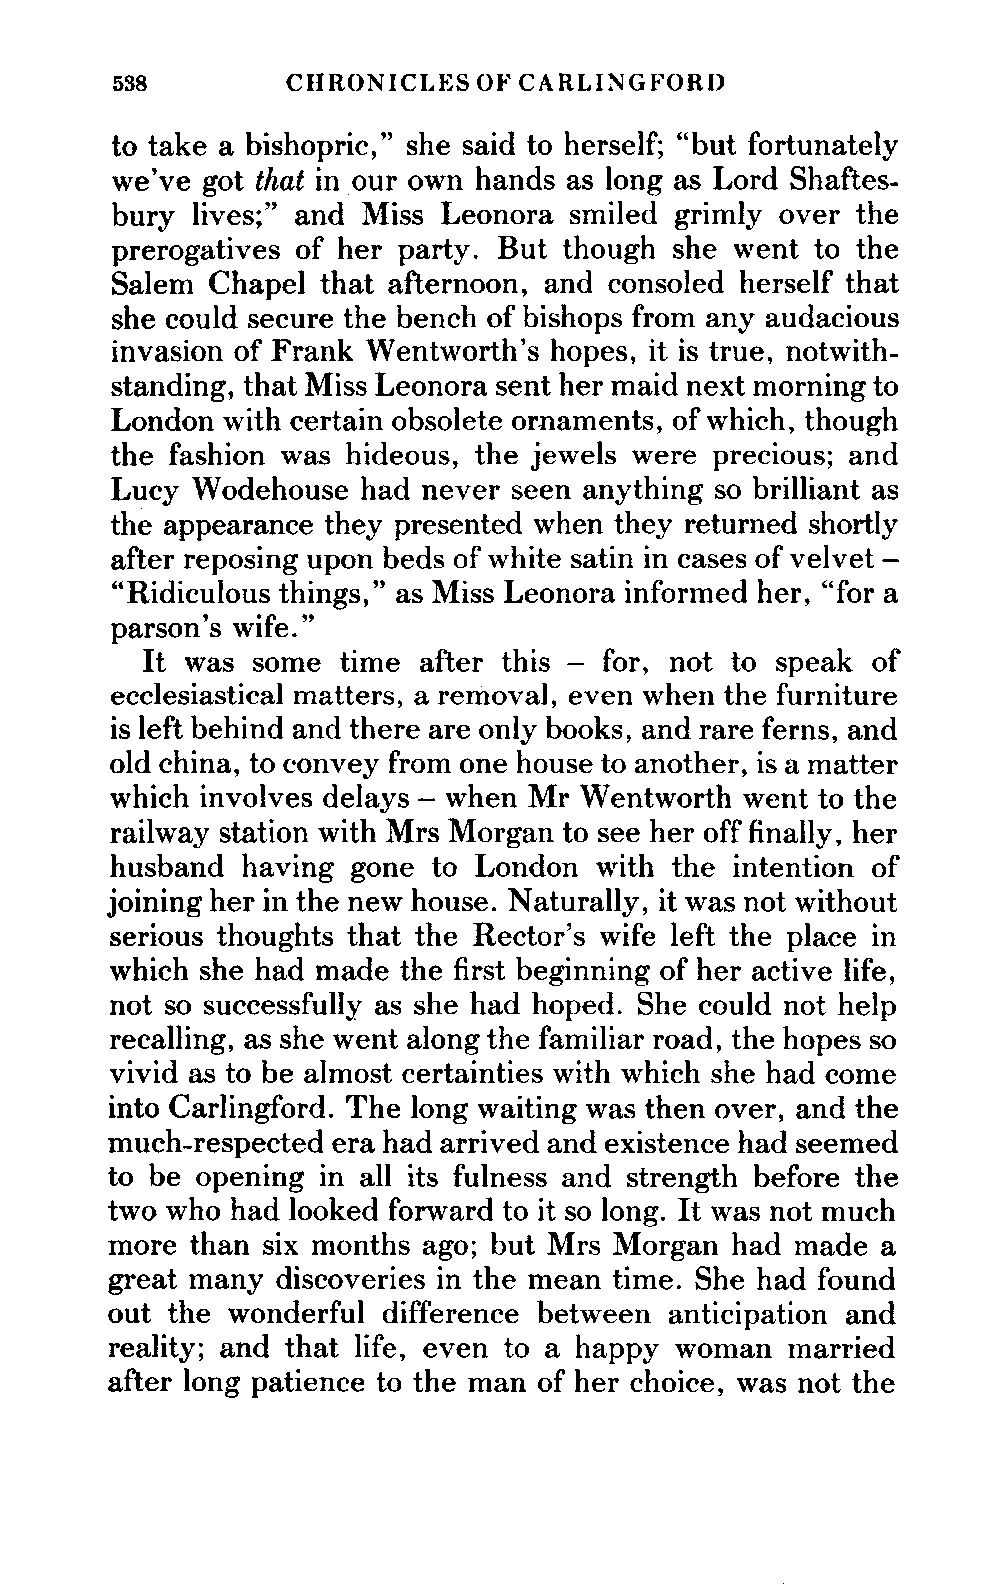 538 CHRONICLES OF CARLINGFORD
to take a bishopric,” she said to herself; “but fortunately
we’ve got that in our own hands as long as Lord Shaftes-
bury lives;” and Miss Leonora smiled grimly over the
prerogatives of her party. But though she went to the
Salem Chapel that afternoon, and consoled herself that
she could secure the bench of bishops from any audacious
invasion of Frank Wentworth’s hopes, it is true, notwith-
standing, that Miss Leonora sent her maid next morning to
London with certain obsolete ornaments, of which, though
the fashion was hideous, the jewels were precious; and
Lucy Wodehouse had never seen anything so brilliant as
the appearance they presented when they returned shortly
after reposing upon beds of white satin in cases of velvet –
“Ridiculous things,” as Miss Leonora informed her, “for a
parson’s wife.”
It was some time after this – for, not to speak of
ecclesiastical matters, a removal, even when the furniture
is left behind and there are only books, and rare ferns, and
old china, to convey from one house to another, is a matter
which involves delays – when Mr Wentworth went to the
railway station with Mrs Morgan to see her off finally, her
husband having gone to London with the intention of
joining her in the new house. Naturally, it was not without
serious thoughts that the Rector’s wife left the place in
which she had made the first beginning of her active life,
not so successfully as she had hoped. She could not help
recalling, as she went along the familiar road, the hopes so
vivid as to be almost certainties with which she had come
into Carlingford. The long waiting was then over, and the
much-respected era had arrived and existence had seemed
to be opening in all its fulness and strength before the
two who had looked forward to it so long. It was not much
more than six months ago; but Mrs Morgan had made a
great many discoveries in the mean time. She had found
out the wonderful difference between anticipation and
reality; and that life, even to a happy woman married
after long patience to the man of her choice, was not the